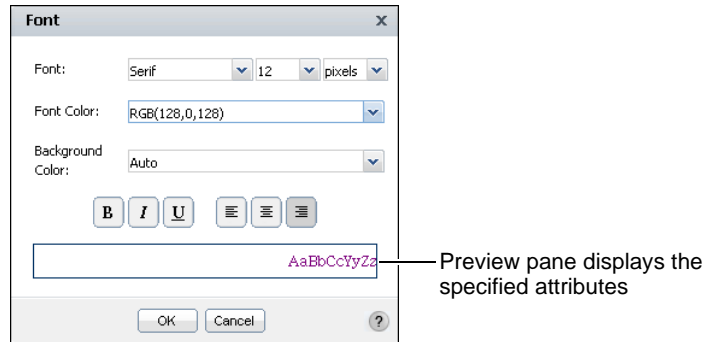 Font x
Font: Serif 12 pixels
Font Color: RGB(128,0,128)
Background
Color: Auto
B I U
AaBbCcYyZz
Preview pane displays the
specified attributes
OK Cancel ?